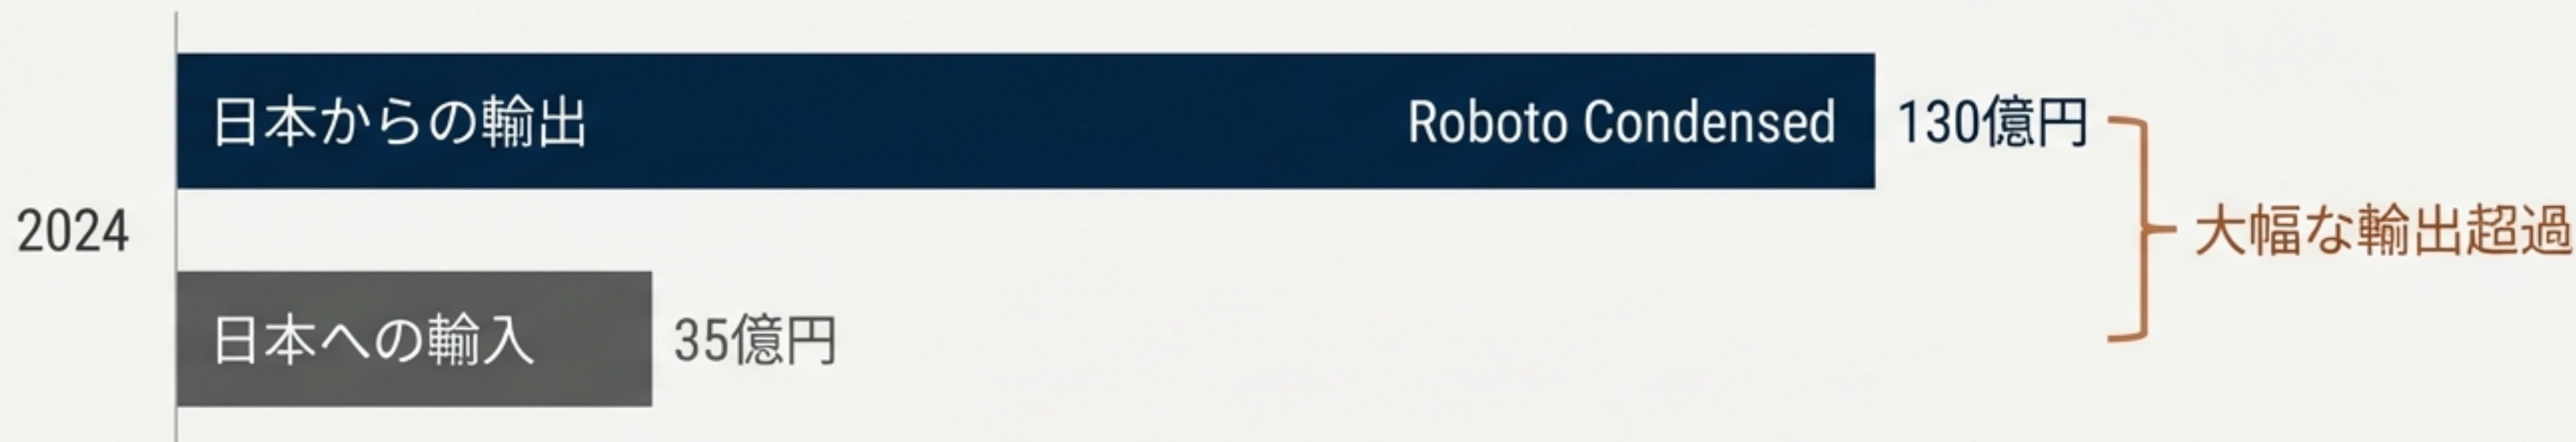 日本からの輸出 Roboto Condensed 130億円
2024
大幅な輸出超過
日本への輸入 35億円